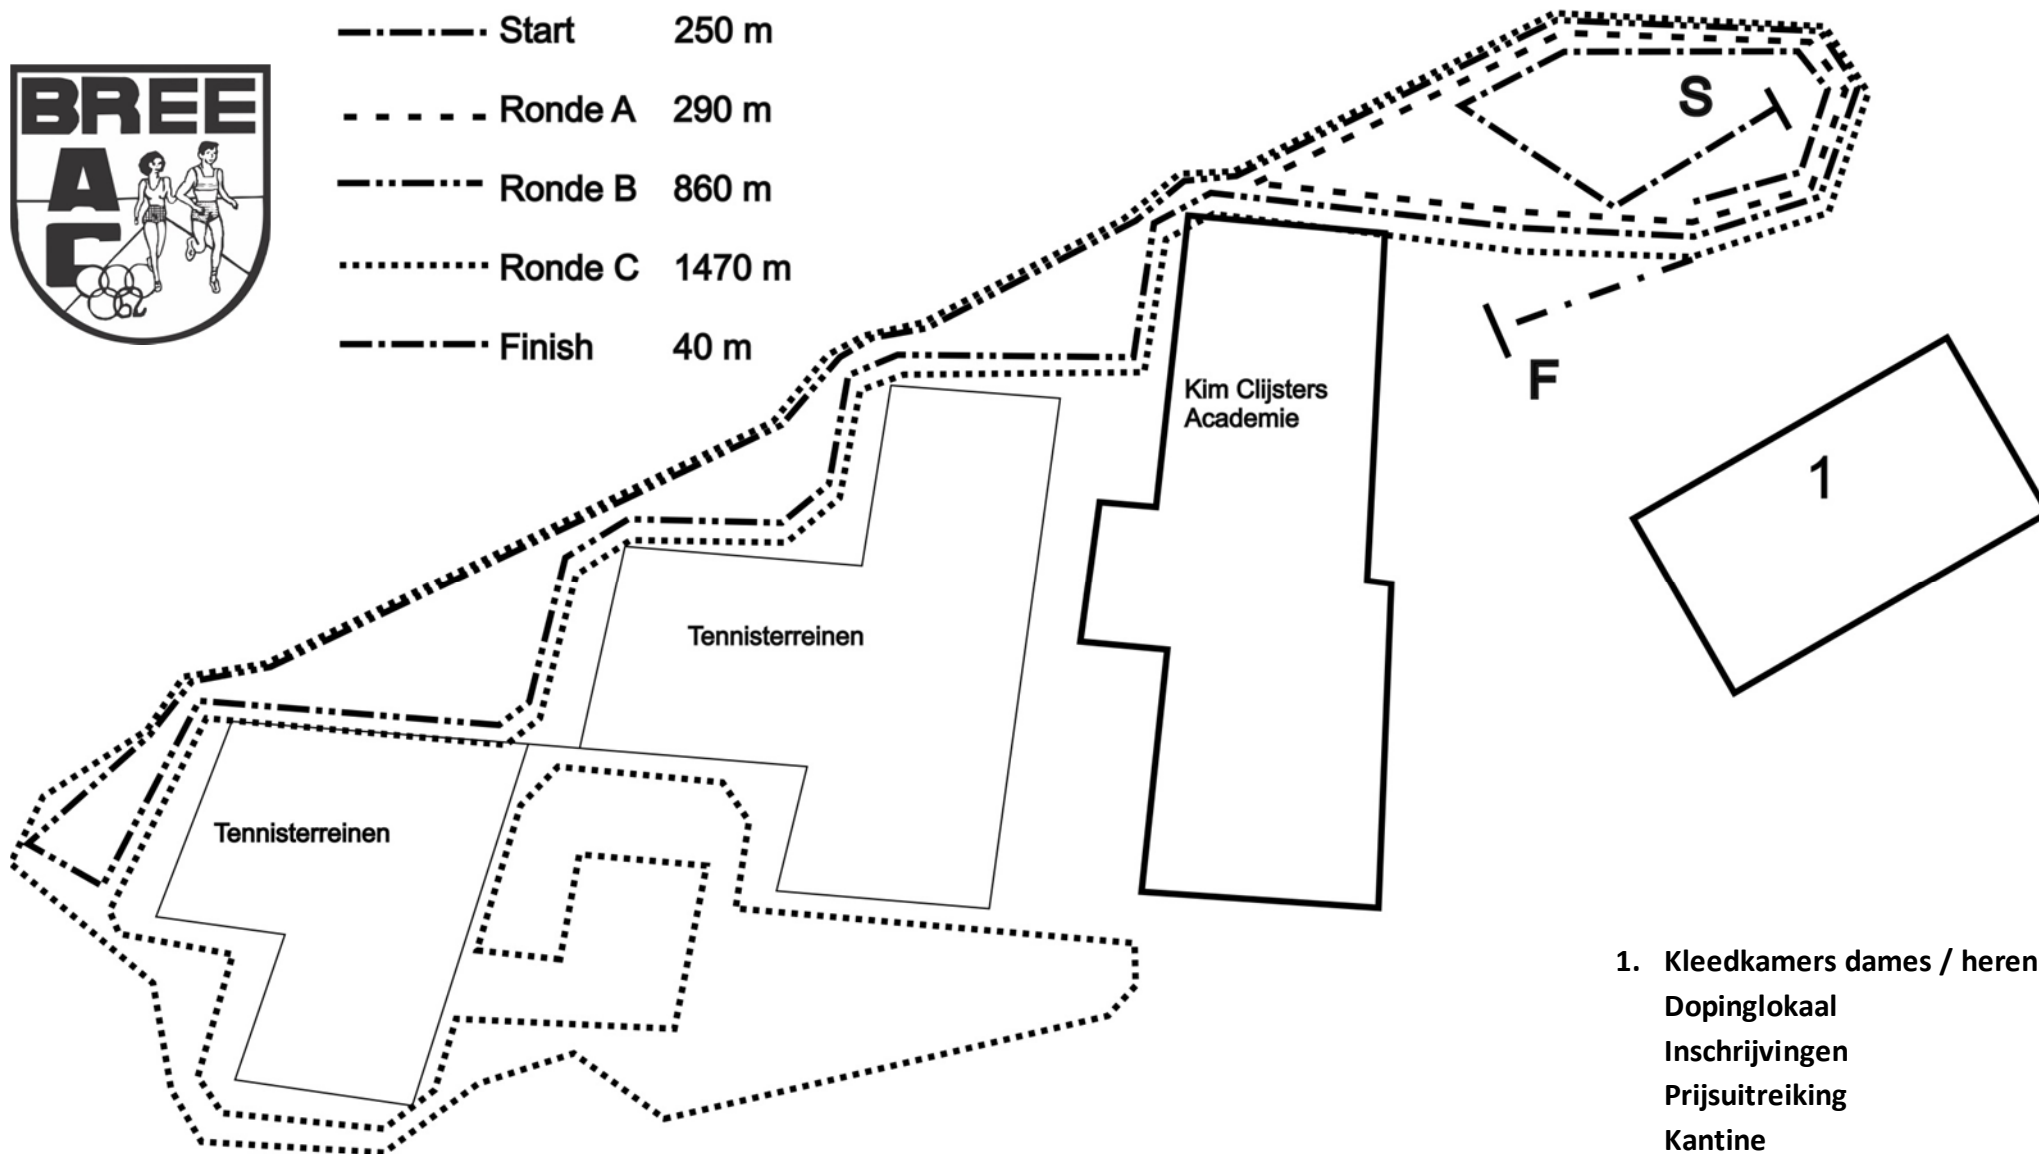 BREE
A
C
62
Start 250 m
Ronde A 290 m
Ronde B 860 m
Ronde C 1470 m
Finish 40 m
S
F
Kim Clijsters
Academie
1
Tennisterreinen
Tennisterreinen
1. Kleedkamers dames / heren
Dopinglokaal
Inschrijvingen
Prijsuitreiking
Kantine